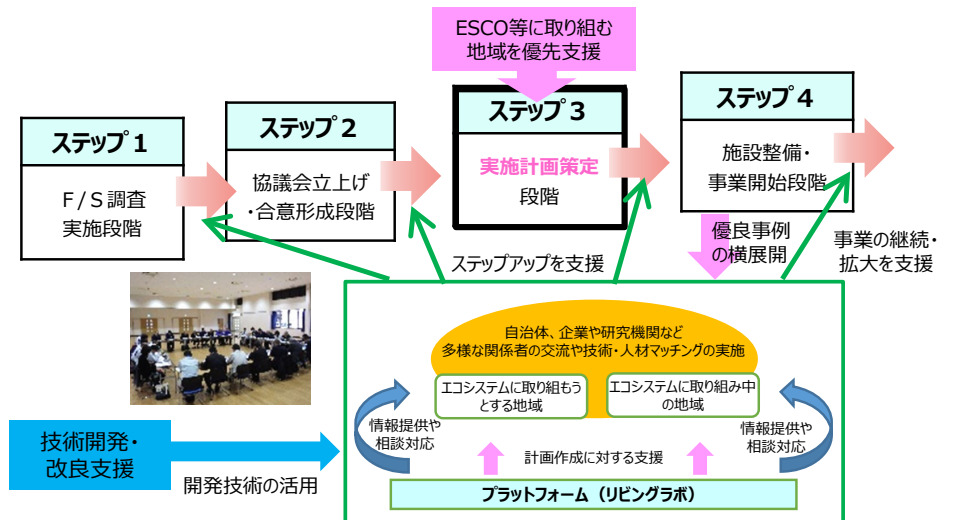 ESCO等に取り組む
地域を優先支援
ステップ１
F/S調査
実施段階
ステップ２
協議会立上げ
・合意形成段階
ステップ３
実施計画策定
段階
ステップ４
施設整備・
事業開始段階
優良事例
の横展開
事業の継続・
拡大を支援
ステップアップを支援
自治体、企業や研究機関など
多様な関係者の交流や技術・人材マッチングの実施
エコシステムに取り組もう
とする地域
エコシステムに取り組み中
の地域
情報提供や
相談対応
情報提供や
相談対応
計画作成に対する支援
プラットフォーム（リビングラボ）
技術開発・
改良支援
開発技術の活用